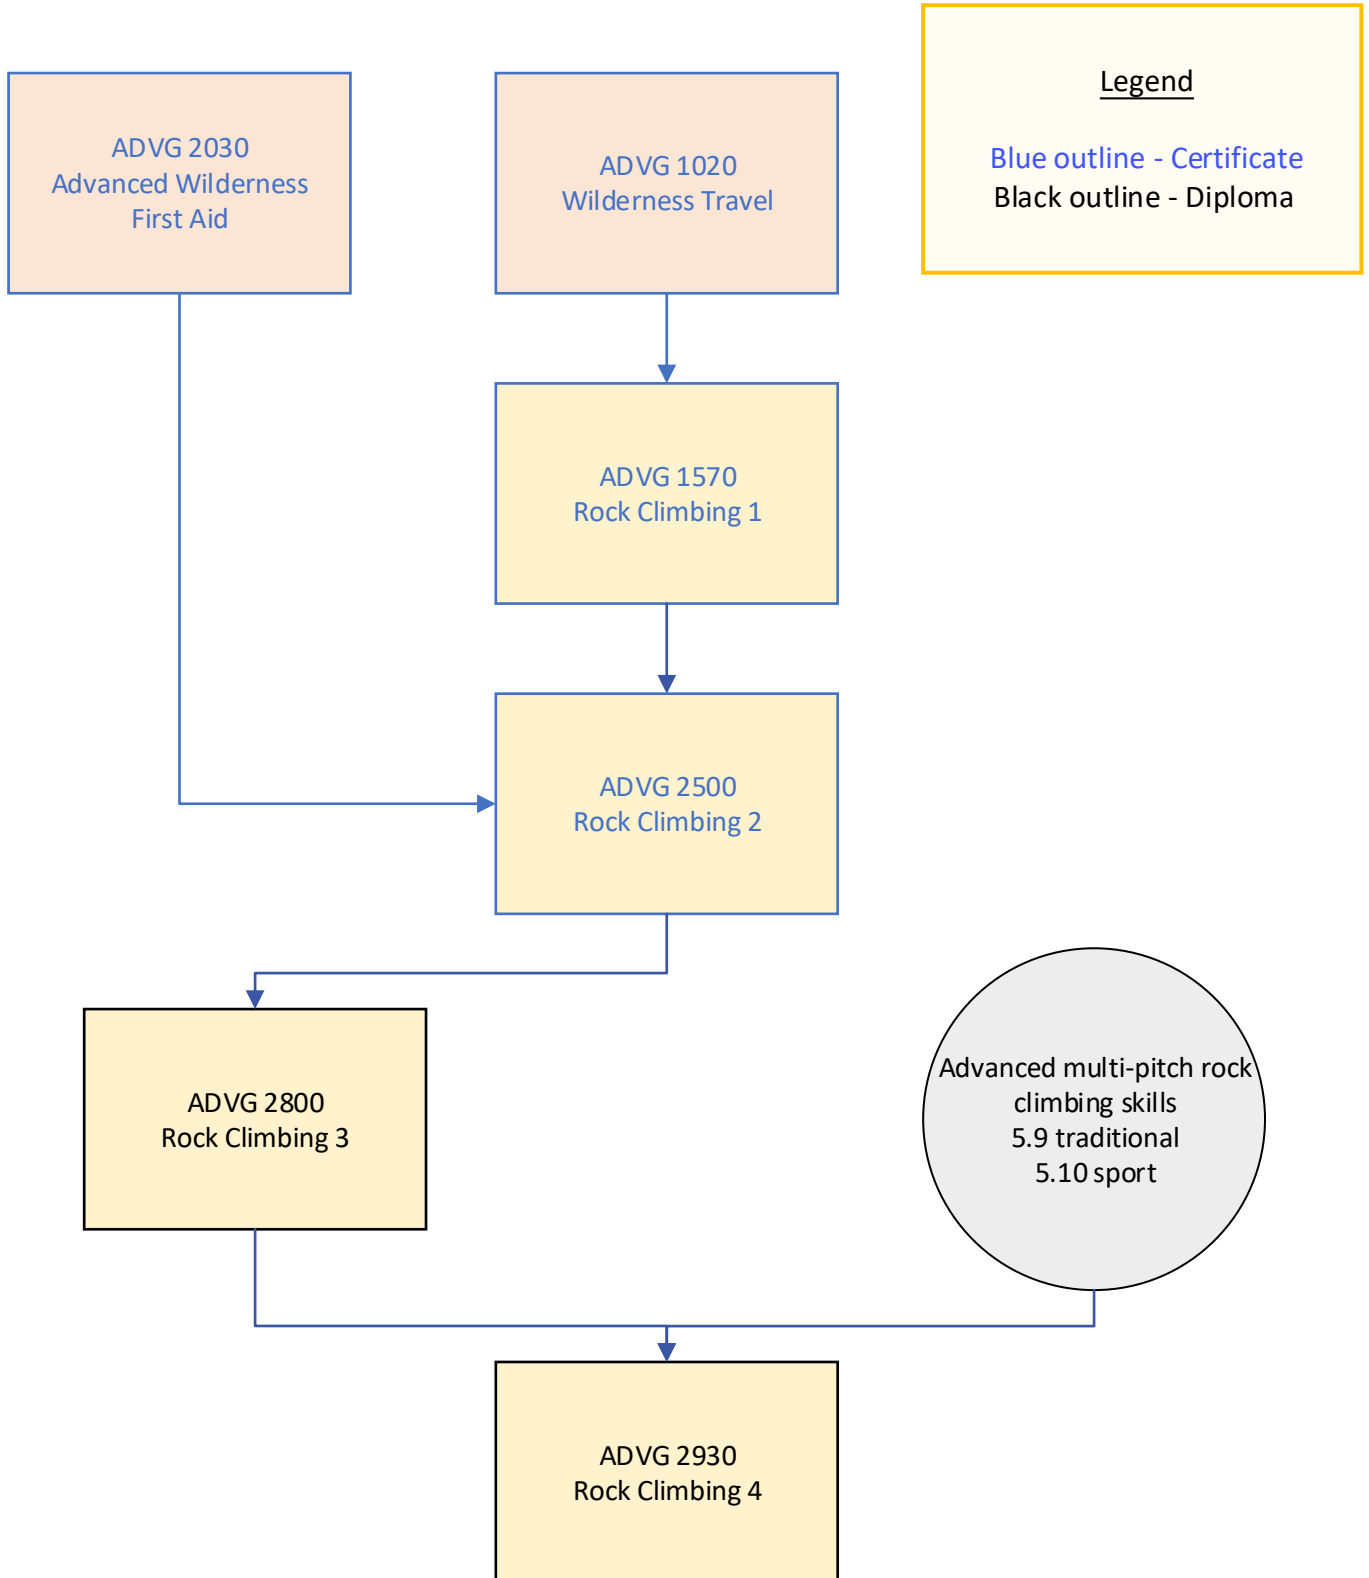 Legend
Blue outline - Certificate
Black outline - Diploma
ADVG 2030
Advanced Wilderness
First Aid
ADVG 1020
Wilderness Travel
ADVG 1570
Rock Climbing 1
ADVG 2500
Rock Climbing 2
ADVG 2800
Rock Climbing 3
Advanced multi-pitch rock
climbing skills
5.9 traditional
5.10 sport
ADVG 2930
Rock Climbing 4